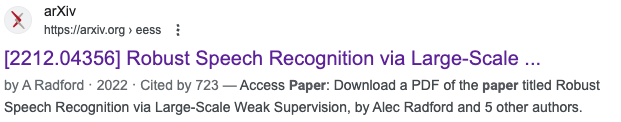 arXiv
https://arxiv.org › eess
[2212.04356] Robust Speech Recognition via Large-Scale ...
by A Radford · 2022 · Cited by 723 — Access Paper: Download a PDF of the paper titled Robust
Speech Recognition via Large-Scale Weak Supervision, by Alec Radford and 5 other authors.